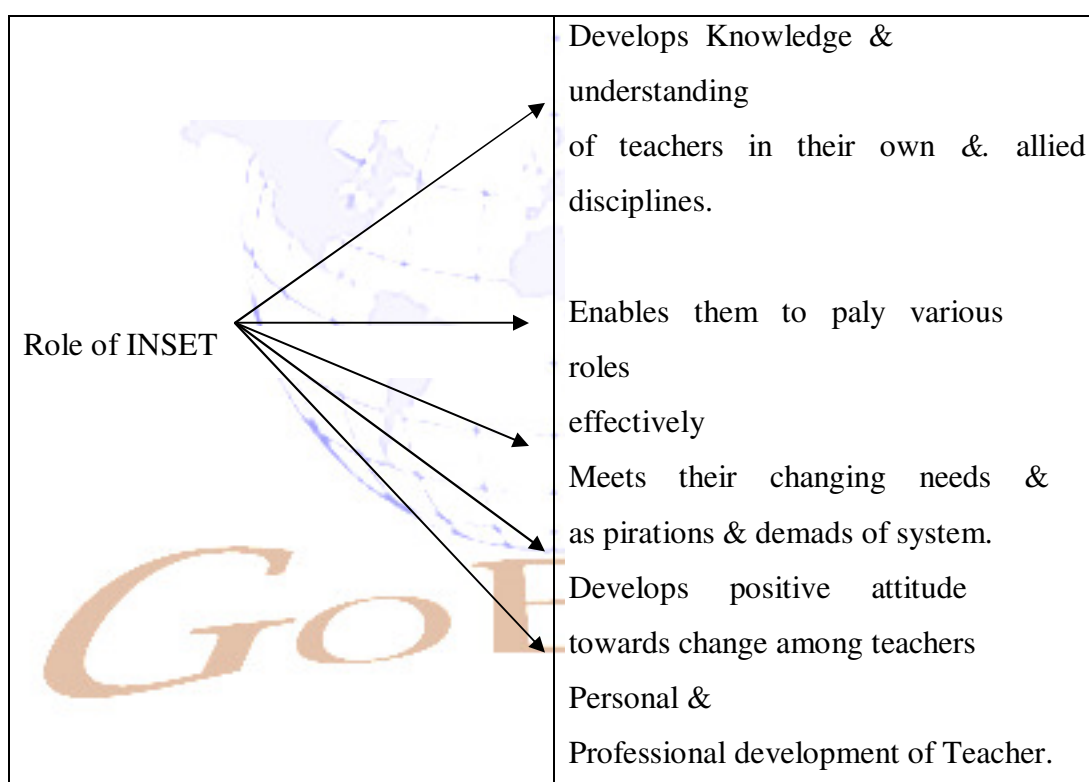 Develops Knowledge &
understanding
of teachers in their own &. allied
disciplines.
Enables them to paly various
roles
effectively
Role of INSET
Meets their changing needs &
as pirations & demads of system.
Develops positive attitude
towards change among teachers
Personal &
Professional development of Teacher.